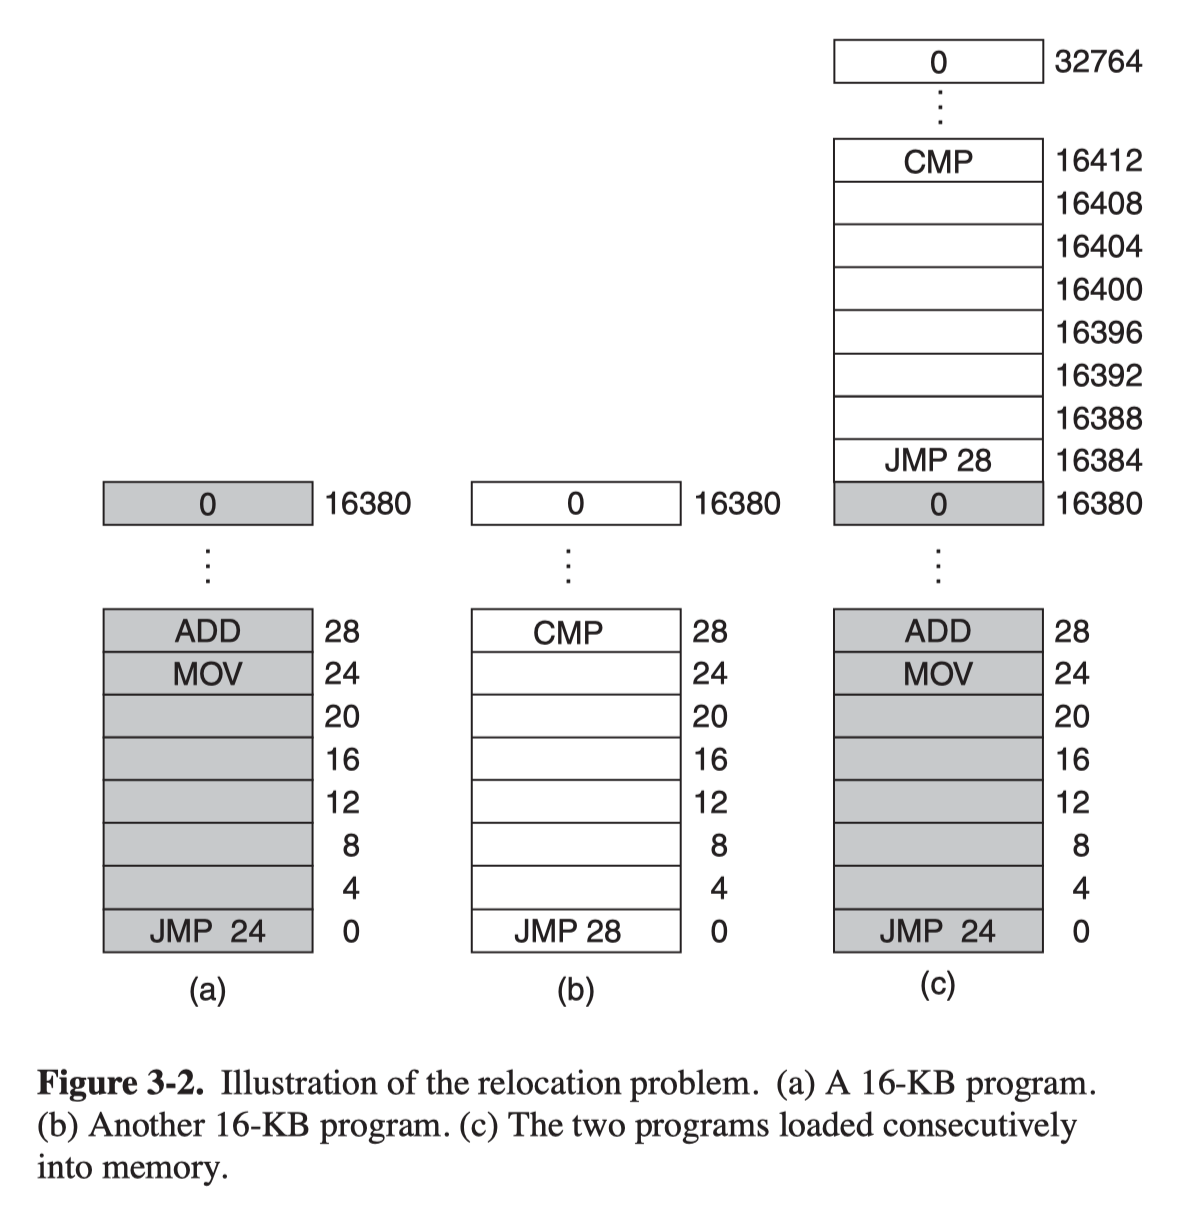 0 32764
CMP 16412
16408
16404
16400
16396
16392
16388
JMP 28 16384
0 16380 0 16380 0 16380
ADD 28 CMP 28 ADD 28
MOV 24 24 MOV 24
20 20 20
16 16 16
12 12 12
8 8 8
4 4 4
JMP 24 0 JMP 28 0 JMP 24 0
(a) (b) (c)
Figure 3-2. Illustration of the relocation problem. (a) A 16-KB program.
(b) Another 16-KB program. (c) The two programs loaded consecutively
into memory.